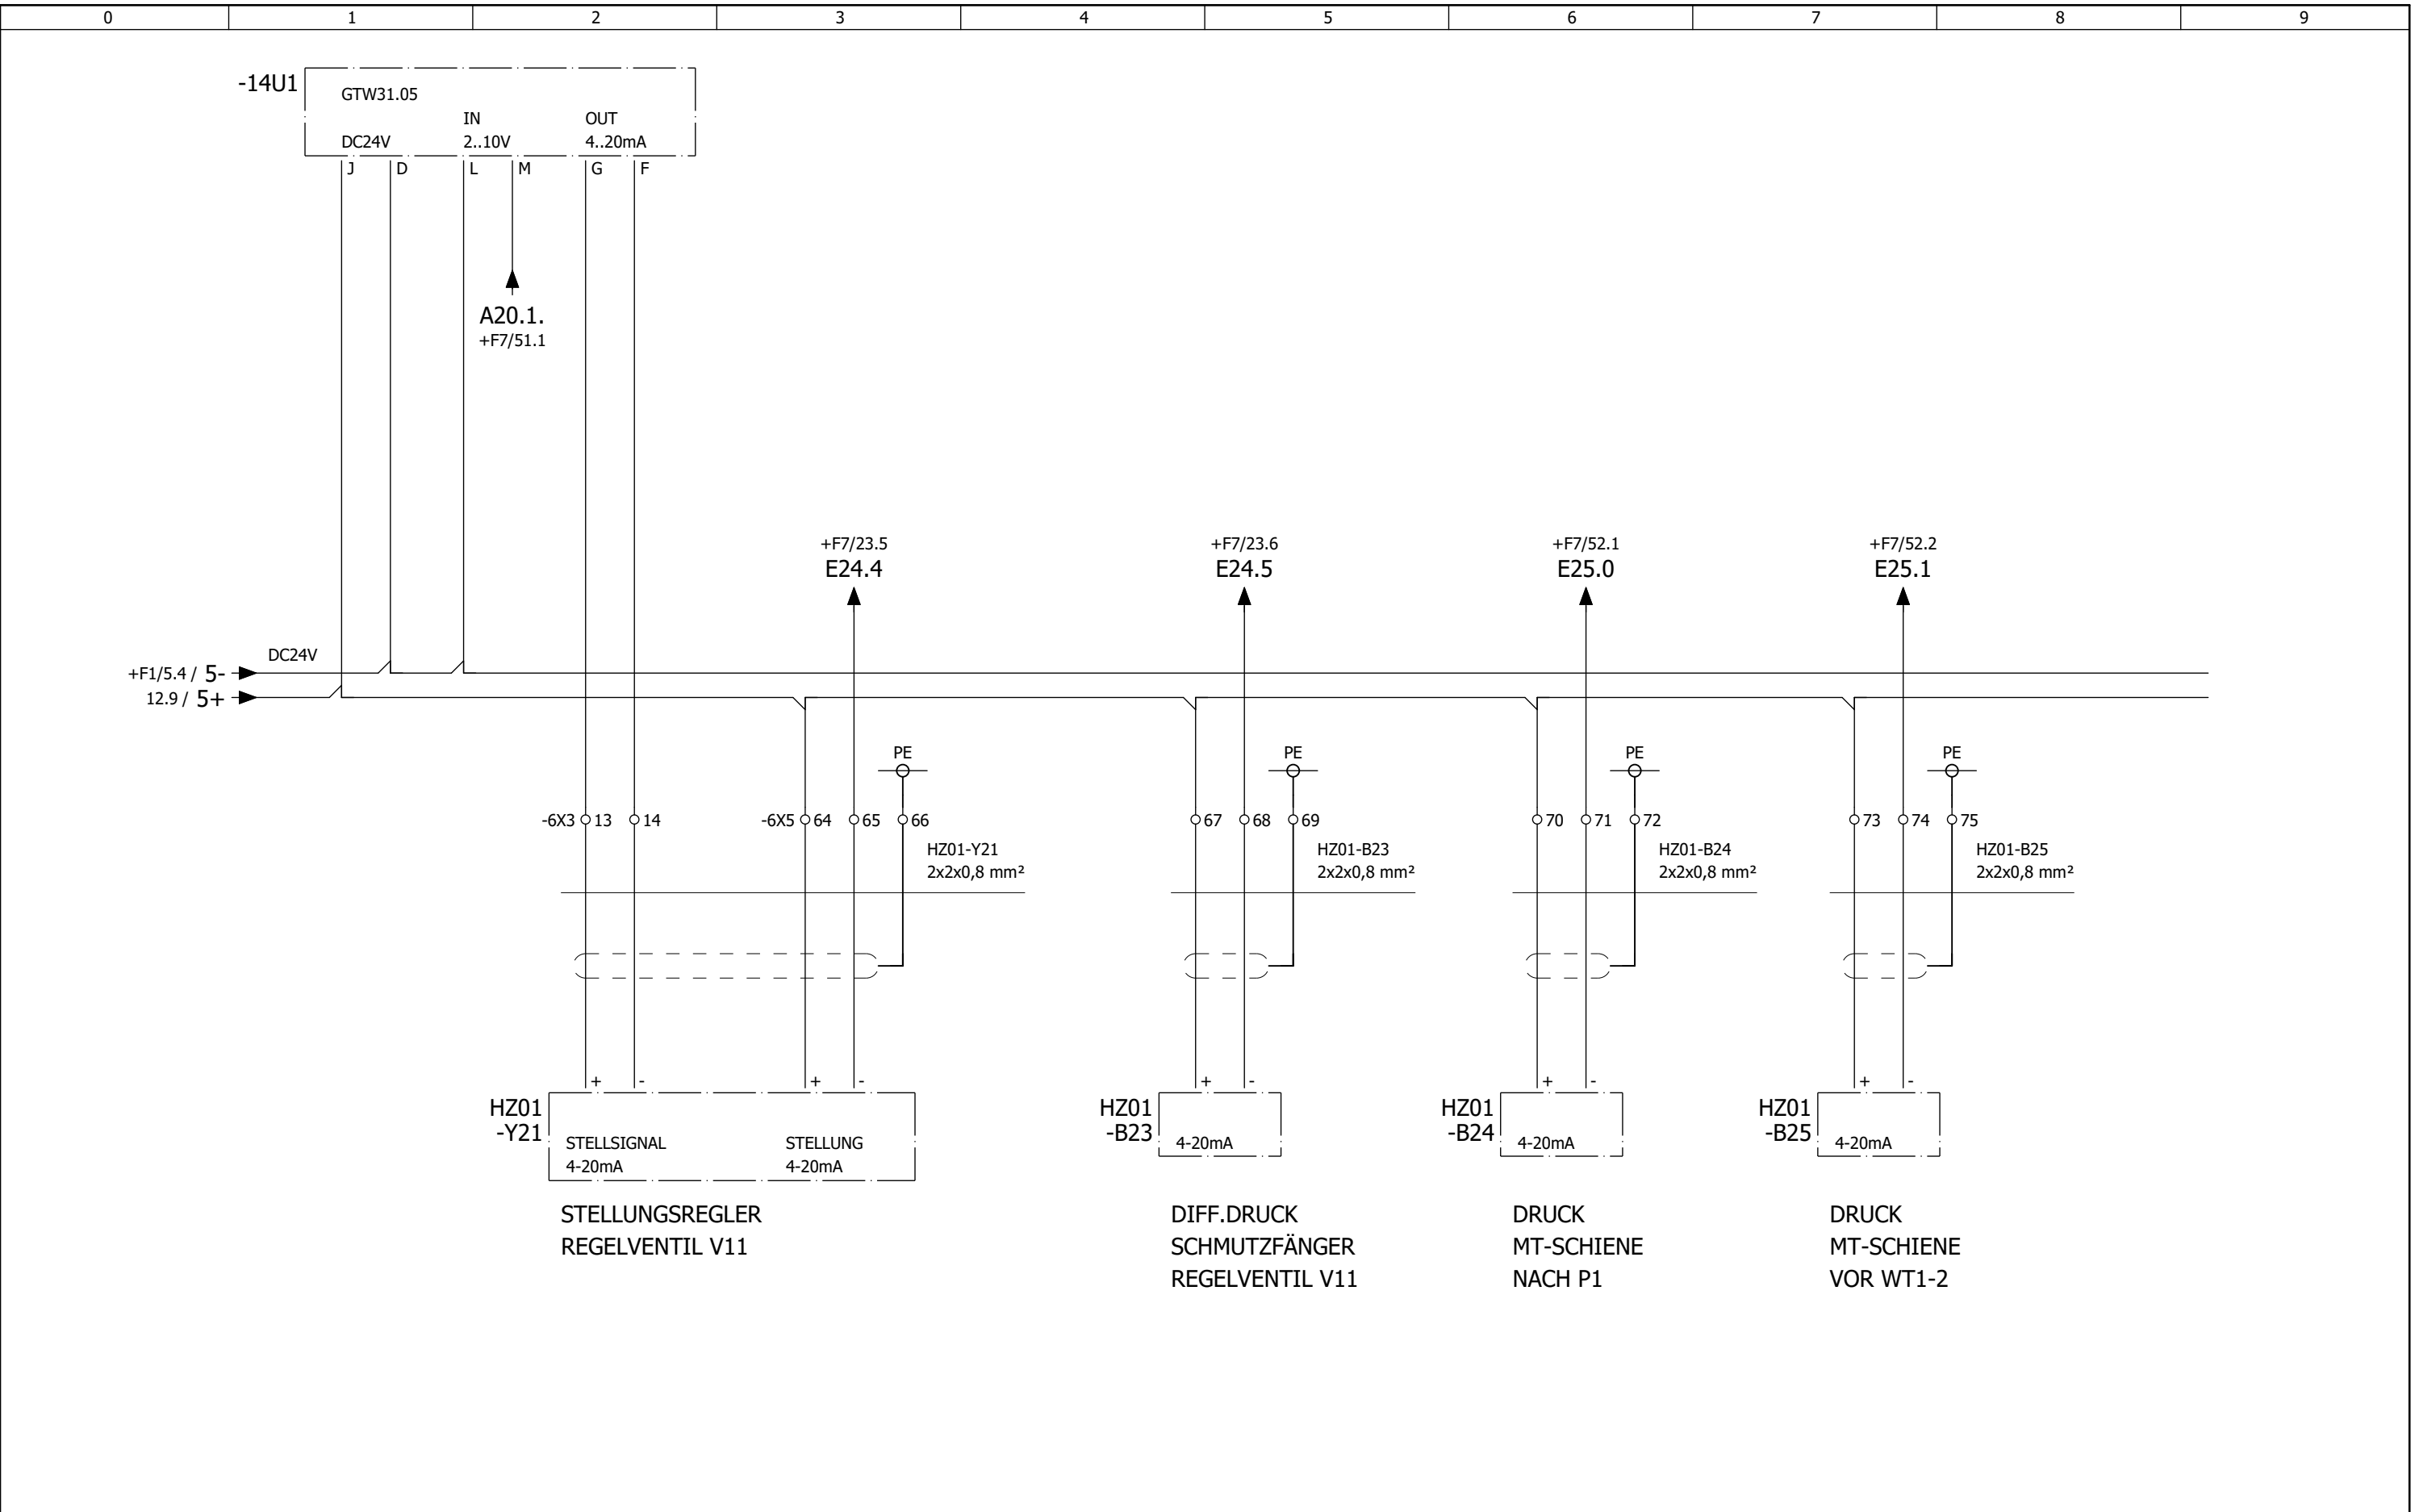 0 1 2 3 4 5 6 7 8 9
-14U1
GTW31.05
IN OUT
DC24V 2..10V 4..20mA
J D L M G F
A20.1.
+F7/51.1
+F7/23.5 +F7/23.6 +F7/52.1 +F7/52.2
E24.4 E24.5 E25.0 E25.1
DC24V
+F1/5.4 / 5-
12.9 / 5+
PE PE PE PE
-6X3 13 14 -6X5 64 65 66 67 68 69 70 71 72 73 74 75
HZ01-Y21 HZ01-B23 HZ01-B24 HZ01-B25
2x2x0,8 mm² 2x2x0,8 mm² 2x2x0,8 mm² 2x2x0,8 mm²
+ - + - + - + - + -
HZ01 HZ01 HZ01 HZ01
-Y21 -B23 -B24 -B25
STELLSIGNAL STELLUNG 4-20mA 4-20mA 4-20mA
4-20mA 4-20mA
STELLUNGSREGLER
REGELVENTIL V11
DIFF.DRUCK
SCHMUTZFÄNGER
REGELVENTIL V11
DRUCK
MT-SCHIENE
NACH P1
DRUCK
MT-SCHIENE
VOR WT1-2